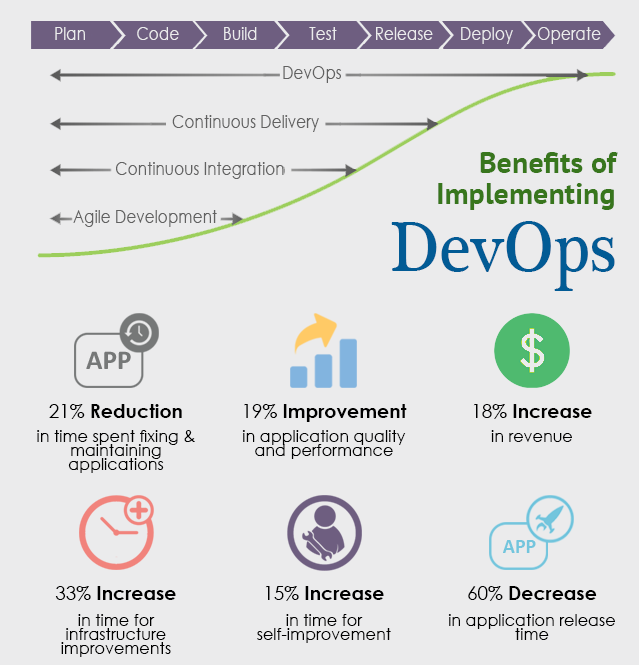 Plan Code Build Test Release Deploy Operate
DevOps
Continuous Delivery
Continuous Integration
Agile Development
Benefits of
Implementing
DevOps
APP
21% Reduction
in time spent fixing &
maintaining
applications
19% Improvement
in application quality
and performance
$
18% Increase
in revenue
33% Increase
in time for
infrastructure
improvements
15% Increase
in time for
self-improvement
APP
60% Decrease
in application release
time